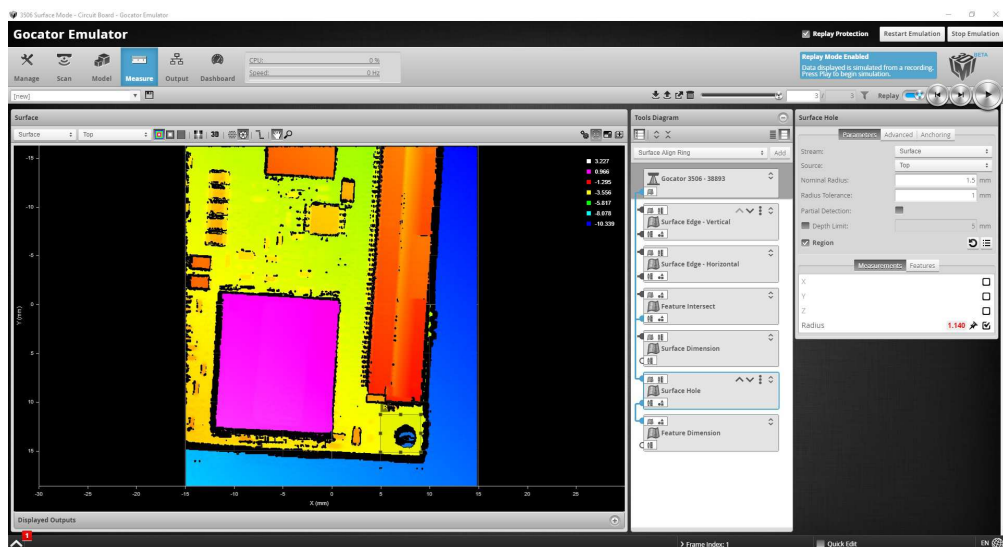 3506 Surface Mode - Circuit Board - Gocator Emulator
Gocator Emulator
Replay Protection
Restart Emulation
Stop Emulation
Manage
Scan
Model
Measure
Output
Dashboard
CPU: 0 %
Speed: 0 Hz
Replay Mode Enabled
Data displayed is simulated from a recording.
Press Play to begin simulation.
BETA
[new]
3 / 3
Replay
Surface
Surface
Top
3D
3.227
0.966
-1.295
-3.556
-5.817
-8.078
-10.339
-15
-10
-5
0
5
10
15
Y (mm)
-30 -25 -20 -15 -10 -5 0 5 10 15 20 25
X (mm)
Displayed Outputs
Tools Diagram
Surface Align Ring
Add
Gocator 3506 - 38893
Surface Edge - Vertical
Surface Edge - Horizontal
Feature Intersect
Surface Dimension
Surface Hole
Feature Dimension
Surface Hole
Parameters Advanced Anchoring
Stream: Surface
Source: Top
Nominal Radius: 1.5 mm
Radius Tolerance: 1 mm
Partial Detection:
Depth Limit: 5 mm
Region
Measurements Features
X
Y
Z
Radius 1.140
1
> Frame Index: 1
Quick Edit
EN